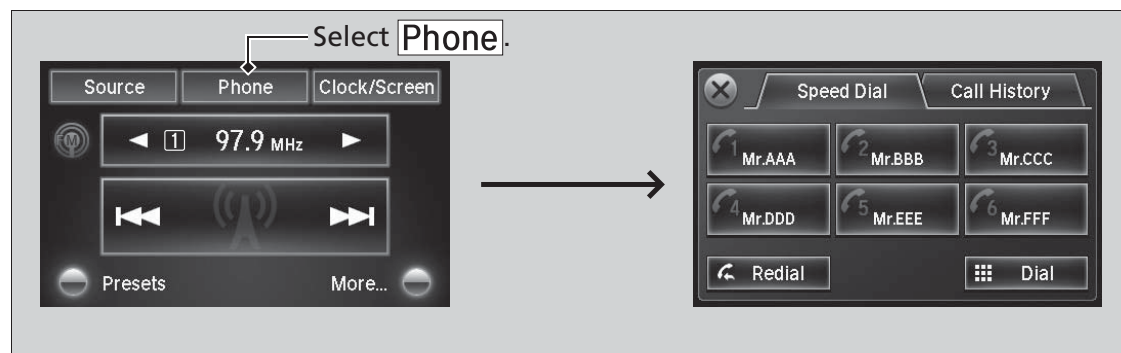 Select Phone.
Source Phone Clock/Screen
FM 1 97.9 MHz
Presets More...
Speed Dial Call History
1 Mr.AAA 2 Mr.BBB 3 Mr.CCC
4 Mr.DDD 5 Mr.EEE 6 Mr.FFF
Redial Dial